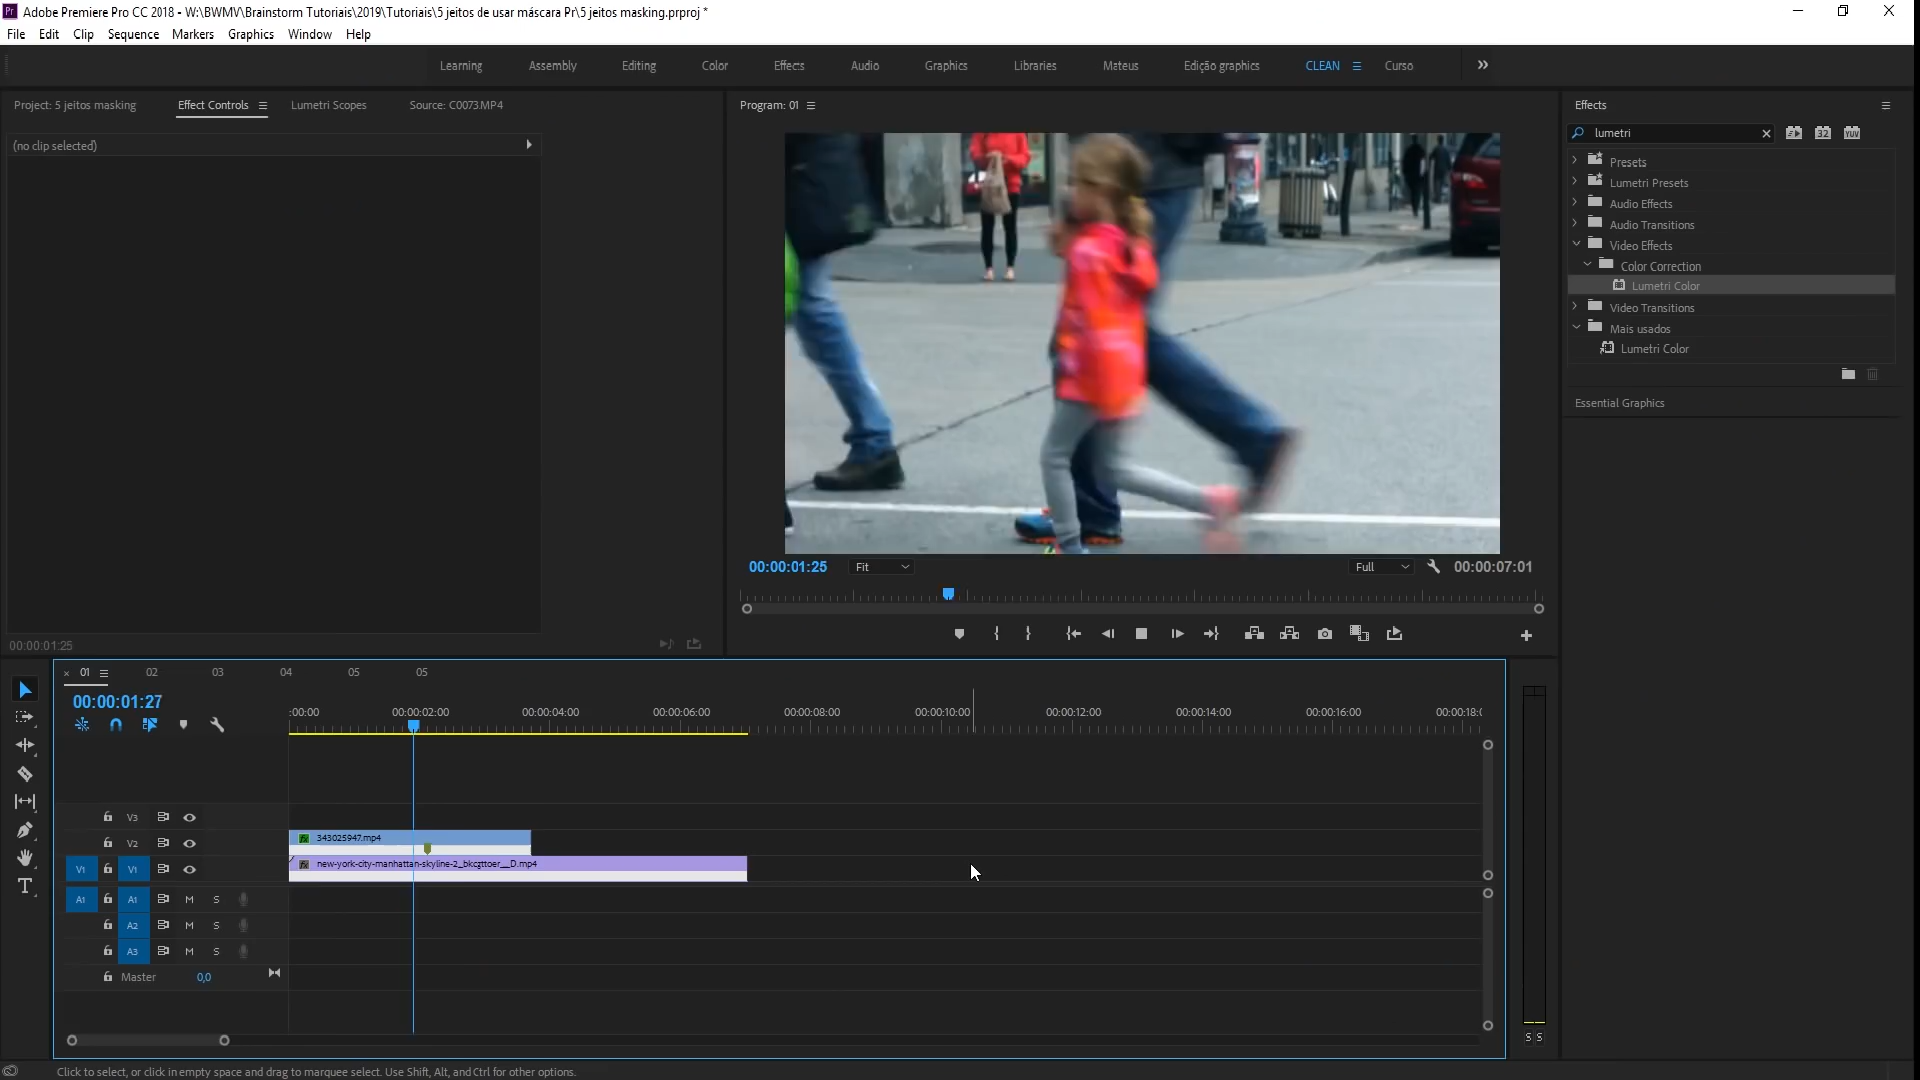 Adobe Premiere Pro CC 2018 - W:\BWMV\Brainstorm Tutoriais\2019\Tutoriais\5 jeitos de usar máscara Pr\5 jeitos masking.prproj *
File Edit Clip Sequence Markers Graphics Window Help
Learning Assembly Editing Color Effects Audio Graphics Libraries Mateus Edição graphics CLEAN Curso
Project: 5 jeitos masking Effect Controls Lumetri Scopes Source: C0073.MP4
(no clip selected)
00:00:01:25
Program: 01
00:00:01:25 Fit Full 00:00:07:01
Effects
lumetri
32 YUV
Presets
Lumetri Presets
Audio Effects
Audio Transitions
Video Effects
Color Correction
Lumetri Color
Video Transitions
Mais usados
Lumetri Color
Essential Graphics
01 02 03 04 05 05
00:00:01:27
:00:00 00:00:02:00 00:00:04:00 00:00:06:00 00:00:08:00 00:00:10:00 00:00:12:00 00:00:14:00 00:00:16:00 00:00:18:0
V3
V2 343025947.mp4
V1 V1 new-york-city-manhattan-skyline-2_bkcgttoer__D.mp4
A1 A1 M S
A2 M S
A3 M S
Master 0,0
S S
Click to select, or click in empty space and drag to marquee select. Use Shift, Alt, and Ctrl for other options.